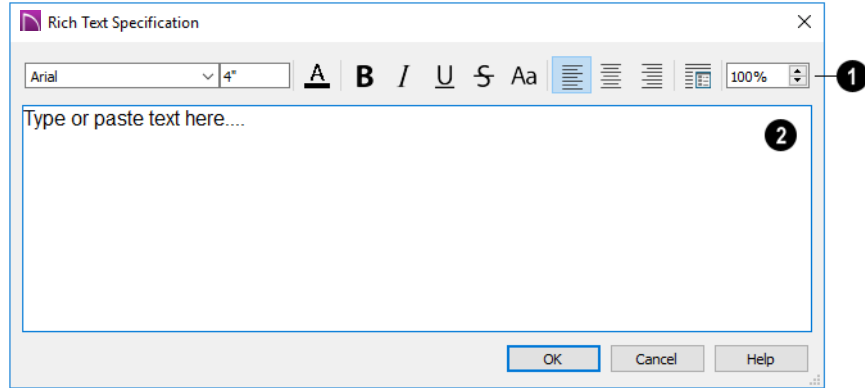 Rich Text Specification
Arial 4" A B I U S Aa 100% 1
Type or paste text here....
2
OK Cancel Help